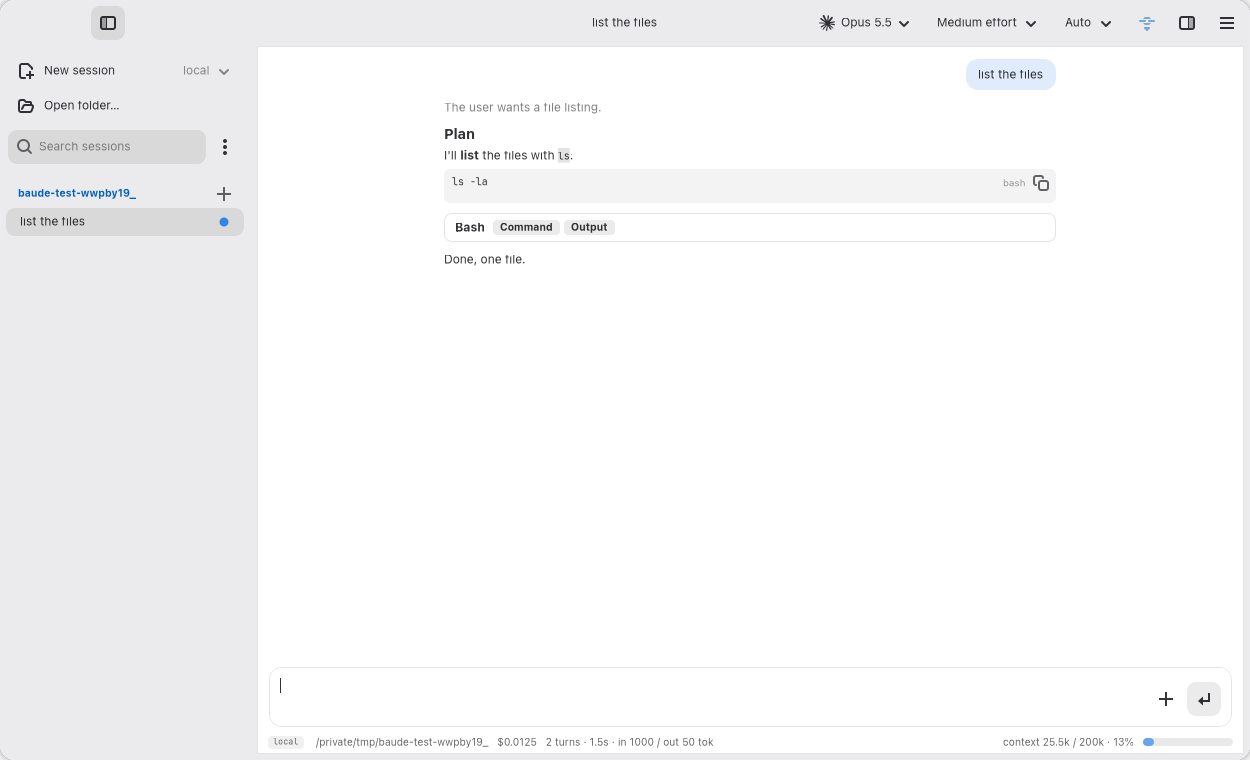 list the files
Opus 5.5
Medium effort
Auto
New session
local
Open folder...
Search sessions
baude-test-wwpby19_
list the files
list the files
The user wants a file listing.
Plan
I'll list the files with ls.
ls -la
bash
Bash Command Output
Done, one file.
local /private/tmp/baude-test-wwpby19_ $0.0125 2 turns · 1.5s · in 1000 / out 50 tok
context 25.5k / 200k · 13%